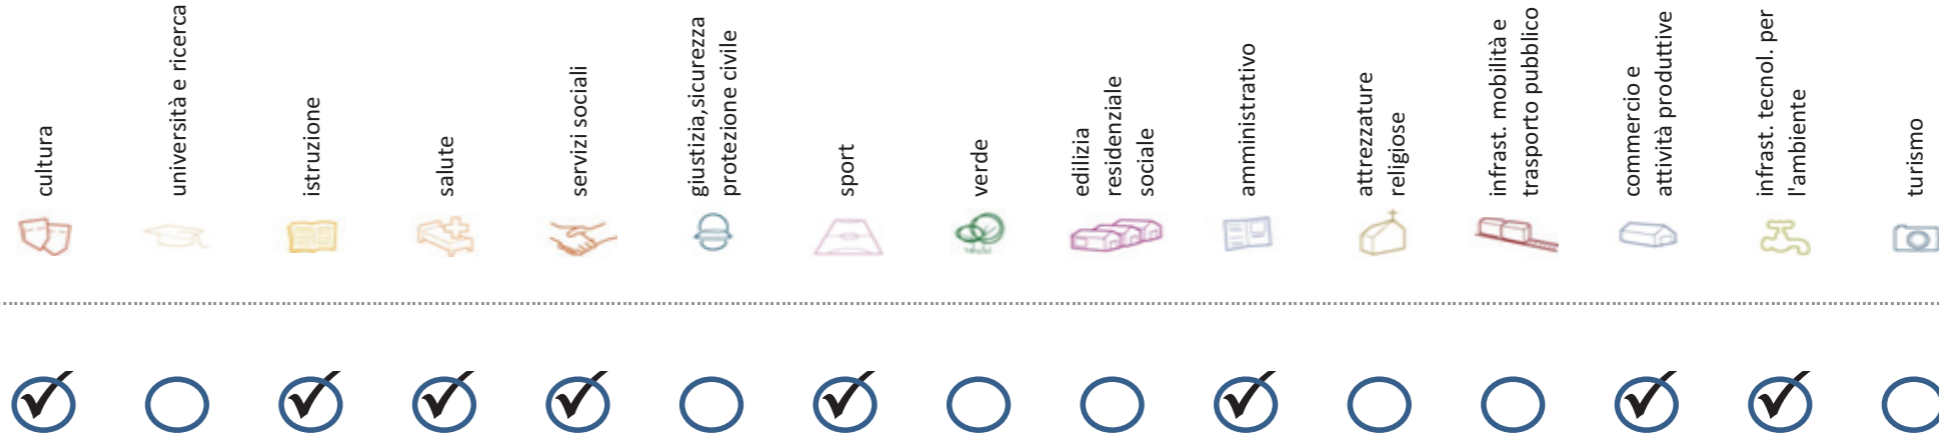 cultura
università e ricerca
istruzione
salute
servizi sociali
giustizia,sicurezza
protezione civile
sport
verde
edilizia
residenziale
sociale
amministrativo
attrezzature
religiose
infrast. mobilità e
trasporto pubblico
commercio e
attività produttive
infrast. tecnol. per
l'ambiente
turismo